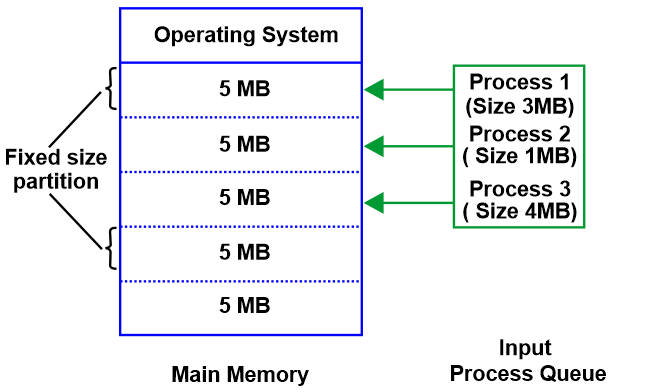 Operating System
5 MB
5 MB
5 MB
5 MB
5 MB
Fixed size
partition
Process 1
(Size 3MB)
Process 2
( Size 1MB)
Process 3
( Size 4MB)
Main Memory
Input
Process Queue